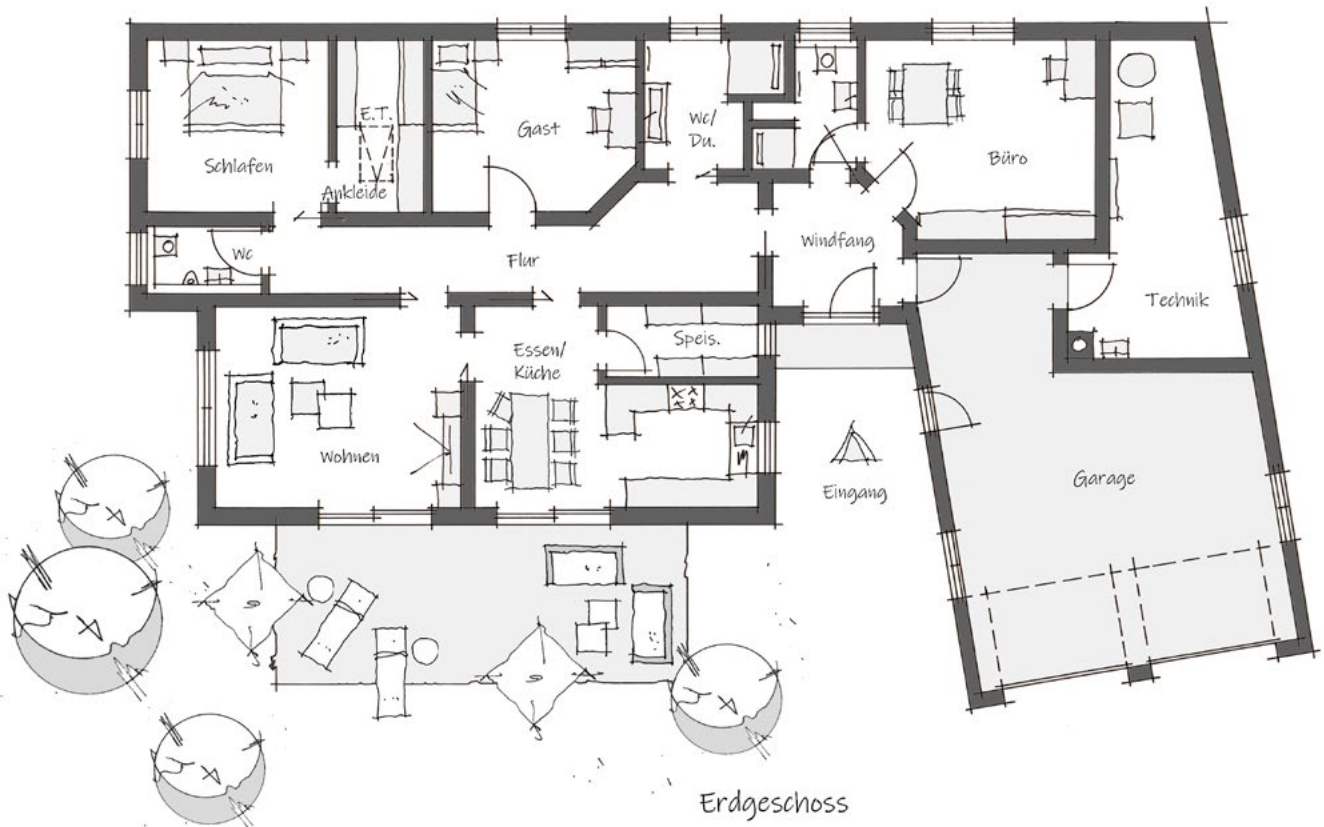 E.T.
Gast
Wc/
Du.
Schlafen
Büro
Ankleide
Wc
Flur
Windfang
Technik
Essen/
Küche
Speis.
Wohnen
Eingang
Garage
Erdgeschoss